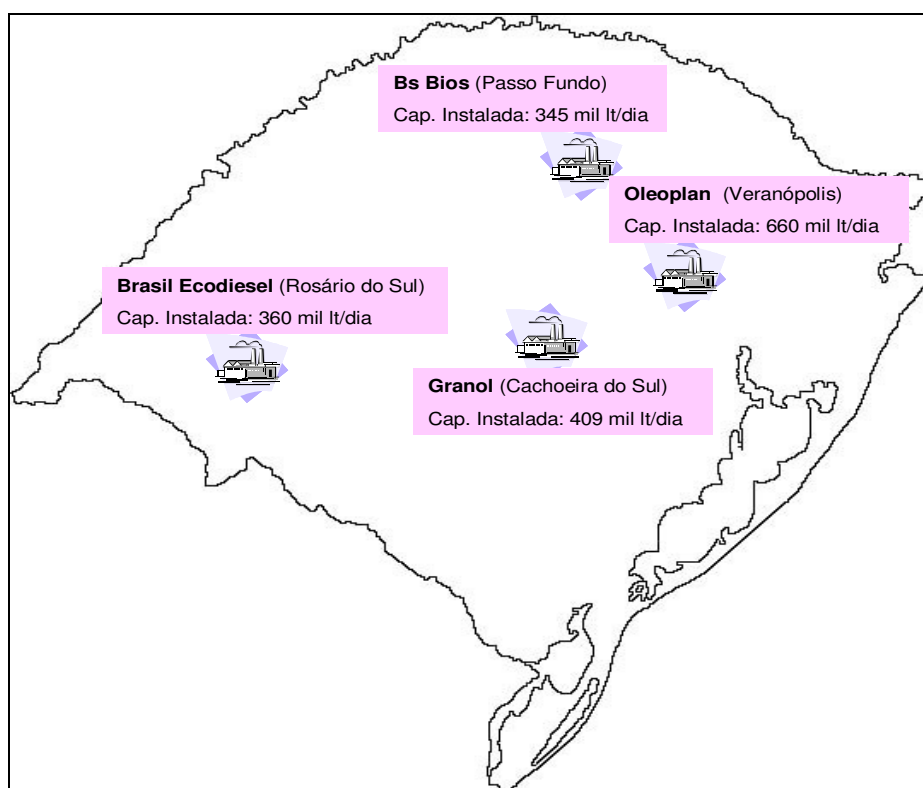 Bs Bios (Passo Fundo)
Cap. Instalada: 345 mil lt/dia
Oleoplan (Veranópolis)
Cap. Instalada: 660 mil lt/dia
Brasil Ecodiesel (Rosário do Sul)
Cap. Instalada: 360 mil lt/dia
Granol (Cachoeira do Sul)
Cap. Instalada: 409 mil lt/dia